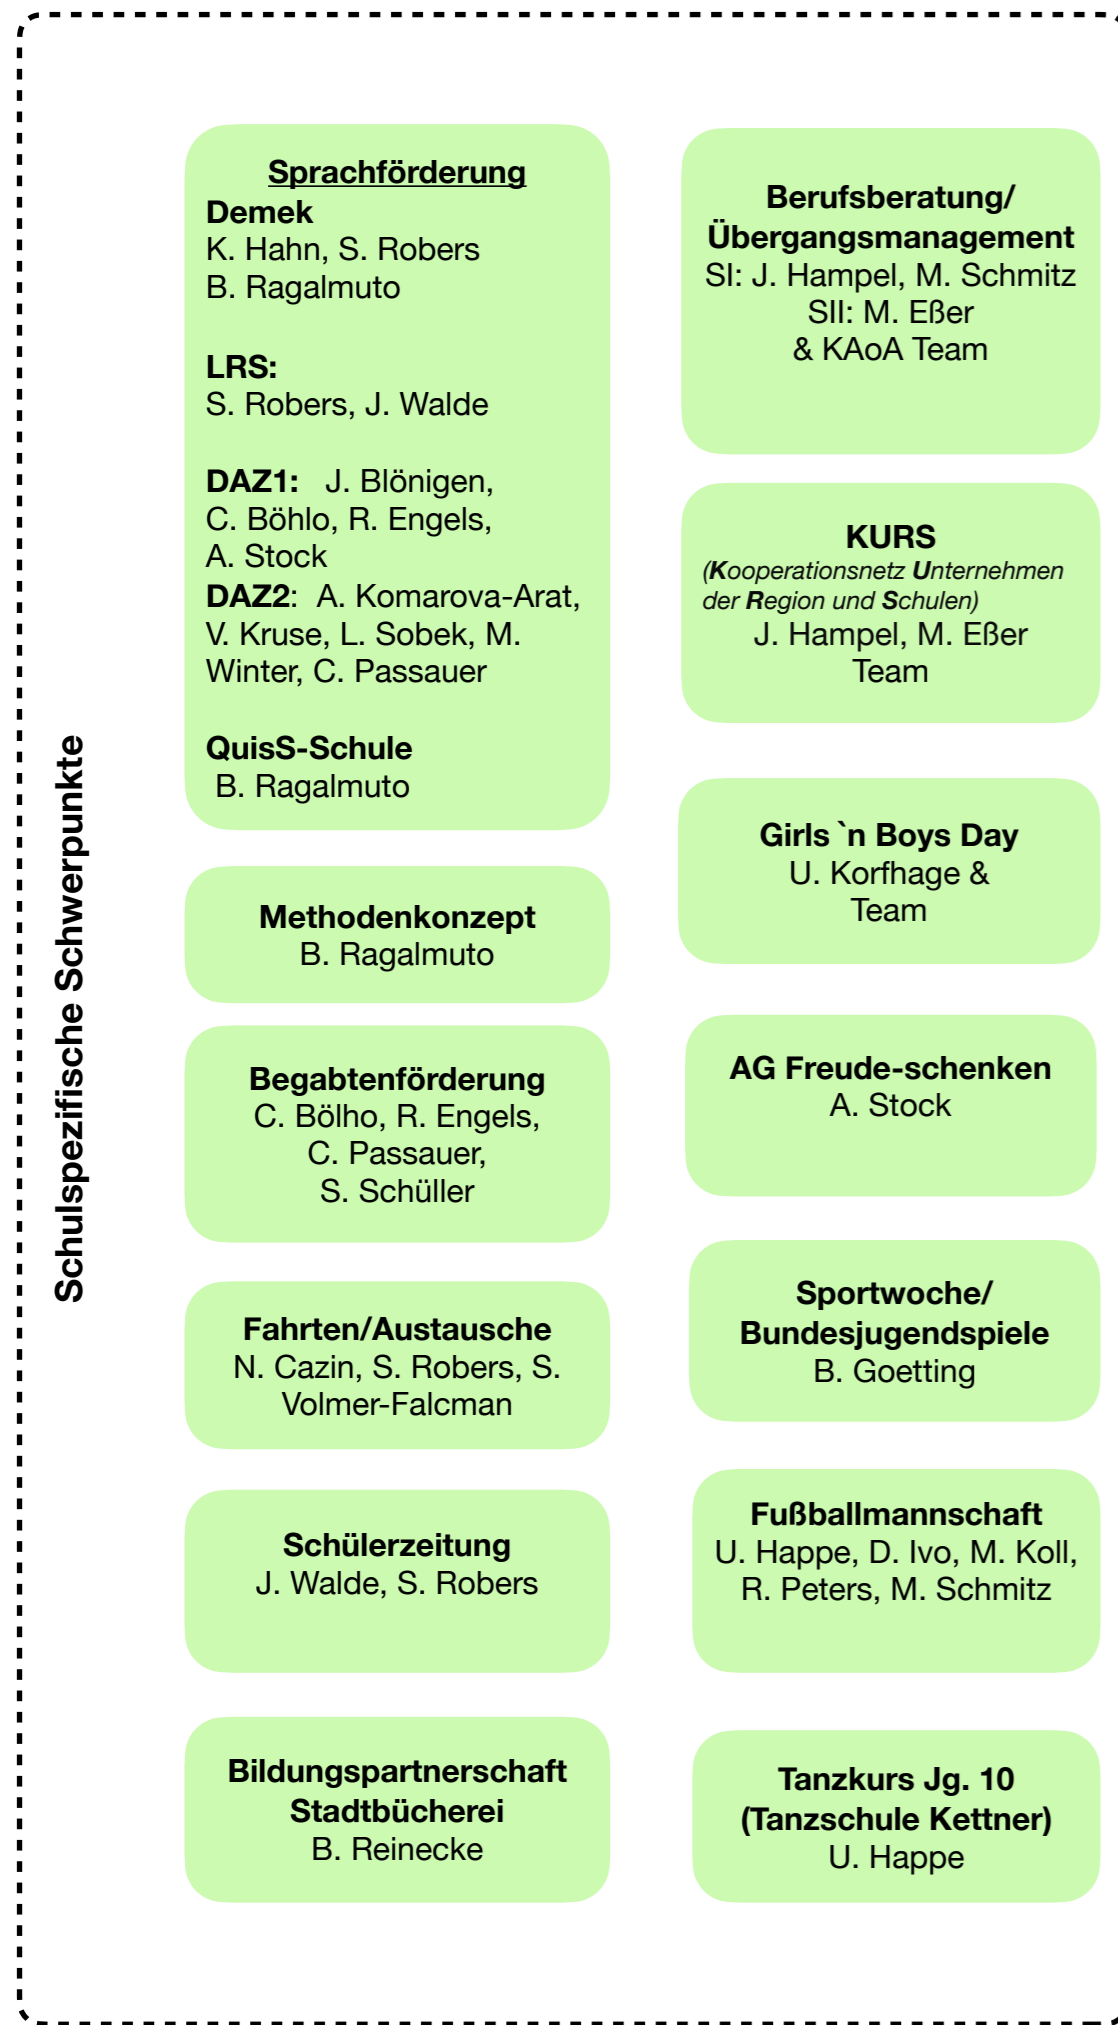 Schulspezifische Schwerpunkte
Sprachförderung
Demek
K. Hahn, S. Robers
B. Ragalmuto
LRS:
S. Robers, J. Walde
DAZ1: J. Blönigen,
C. Böhlo, R. Engels,
A. Stock
DAZ2: A. Komarova-Arat,
V. Kruse, L. Sobek, M.
Winter, C. Passauer
QuisS-Schule
B. Ragalmuto
Methodenkonzept
B. Ragalmuto
Begabtenförderung
C. Bölho, R. Engels,
C. Passauer,
S. Schüller
Fahrten/Austausche
N. Cazin, S. Robers, S.
Volmer-Falcman
Schülerzeitung
J. Walde, S. Robers
Bildungspartnerschaft
Stadtbücherei
B. Reinecke
Berufsberatung/
Übergangsmanagement
SI: J. Hampel, M. Schmitz
SII: M. Eßer
& KAoA Team
KURS
(Kooperationsnetz Unternehmen
der Region und Schulen)
J. Hampel, M. Eßer
Team
Girls `n Boys Day
U. Korfhage &
Team
AG Freude-schenken
A. Stock
Sportwoche/
Bundesjugendspiele
B. Goetting
Fußballmannschaft
U. Happe, D. Ivo, M. Koll,
R. Peters, M. Schmitz
Tanzkurs Jg. 10
(Tanzschule Kettner)
U. Happe